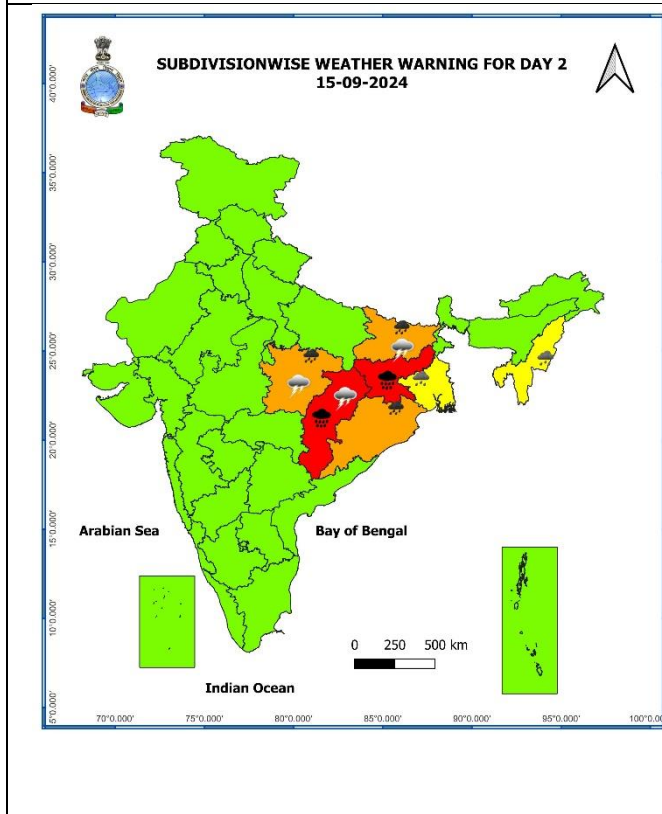 SUBDIVISIONWISE WEATHER WARNING FOR DAY 2
15-09-2024
40°0.000'
35°0.000'
30°0.000'
25°0.000'
20°0.000'
15°0.000'
10°0.000'
5°0.000'
Arabian Sea
Bay of Bengal
0 250 500 km
Indian Ocean
70°0.000' 75°0.000' 80°0.000' 85°0.000' 90°0.000' 95°0.000' 100°0.000